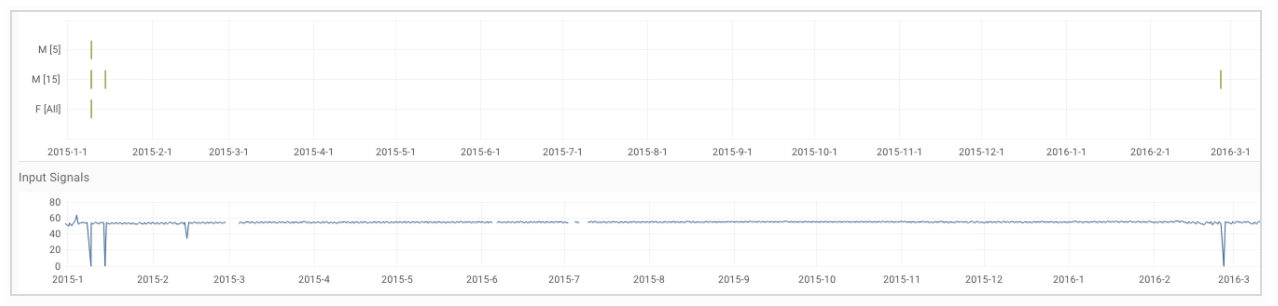 M [5]
M [15]
F [All]
2015-1-1 2015-2-1 2015-3-1 2015-4-1 2015-5-1 2015-6-1 2015-7-1 2015-8-1 2015-9-1 2015-10-1 2015-11-1 2015-12-1 2016-1-1 2016-2-1 2016-3-1
Input Signals
80
60
40
20
0
2015-1 2015-2 2015-3 2015-4 2015-5 2015-6 2015-7 2015-8 2015-9 2015-10 2015-11 2015-12 2016-1 2016-2 2016-3